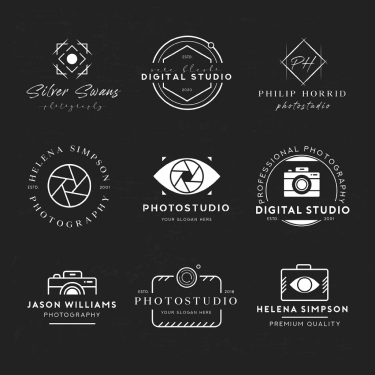 Silver Swans
photography
ESTD.
DIGITAL STUDIO
2000
PH
PHILIP HORRID
photostudio
HELENA SIMPSON
ESTD. 2001
PHOTOGRAPHY
PHOTOSTUDIO
YOUR SLOGAN HERE
PROFESSIONAL PHOTOGRAPHY
DIGITAL STUDIO
ESTD. 2001
JASON WILLIAMS
PHOTOGRAPHY
ESTD. 2018
PHOTOSTUDIO
YOUR SLOGAN HERE
HELENA SIMPSON
PREMIUM QUALITY